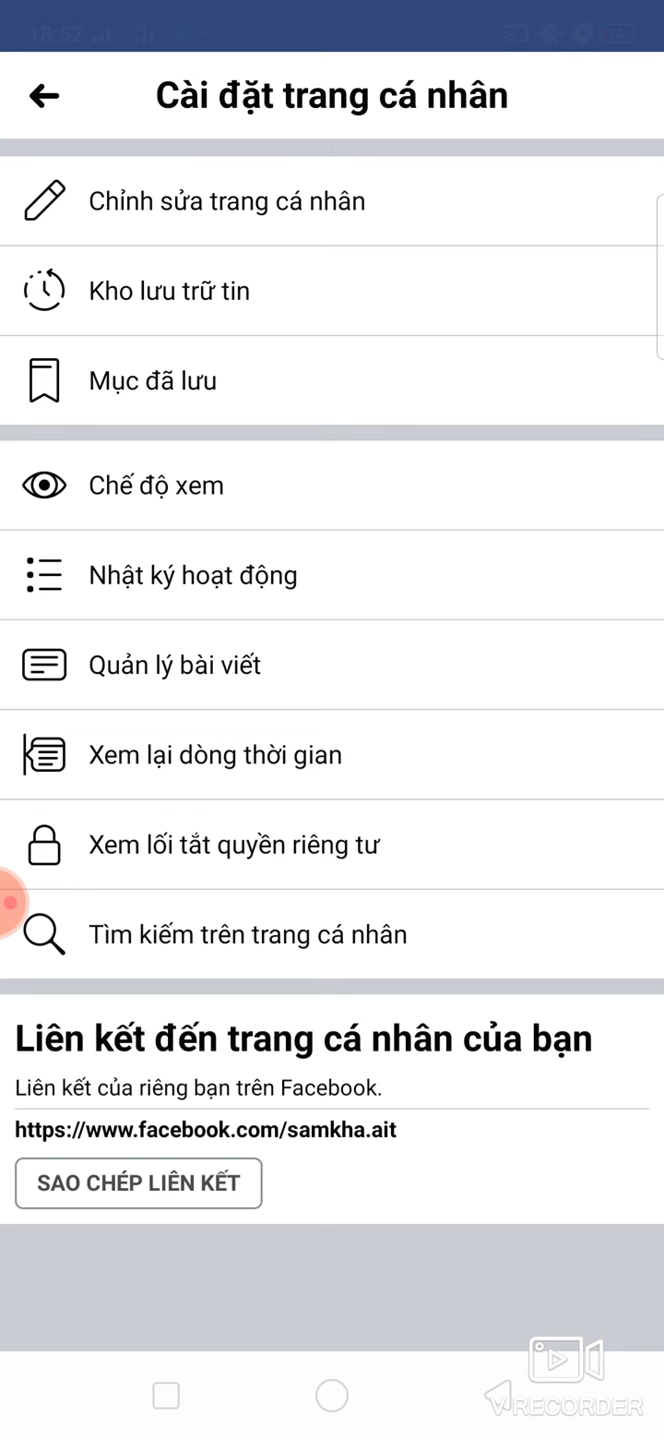 18:52
16
Cài đặt trang cá nhân
Chỉnh sửa trang cá nhân
Kho lưu trữ tin
Mục đã lưu
Chế độ xem
Nhật ký hoạt động
Quản lý bài viết
Xem lại dòng thời gian
Xem lối tắt quyền riêng tư
Tìm kiếm trên trang cá nhân
Liên kết đến trang cá nhân của bạn
Liên kết của riêng bạn trên Facebook.
https://www.facebook.com/samkha.ait
SAO CHÉP LIÊN KẾT
VRECORDER